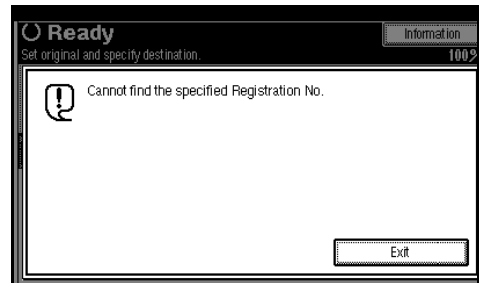 Ready
Information
Set original and specify destination.
100%
Cannot find the specified Registration No.
Exit